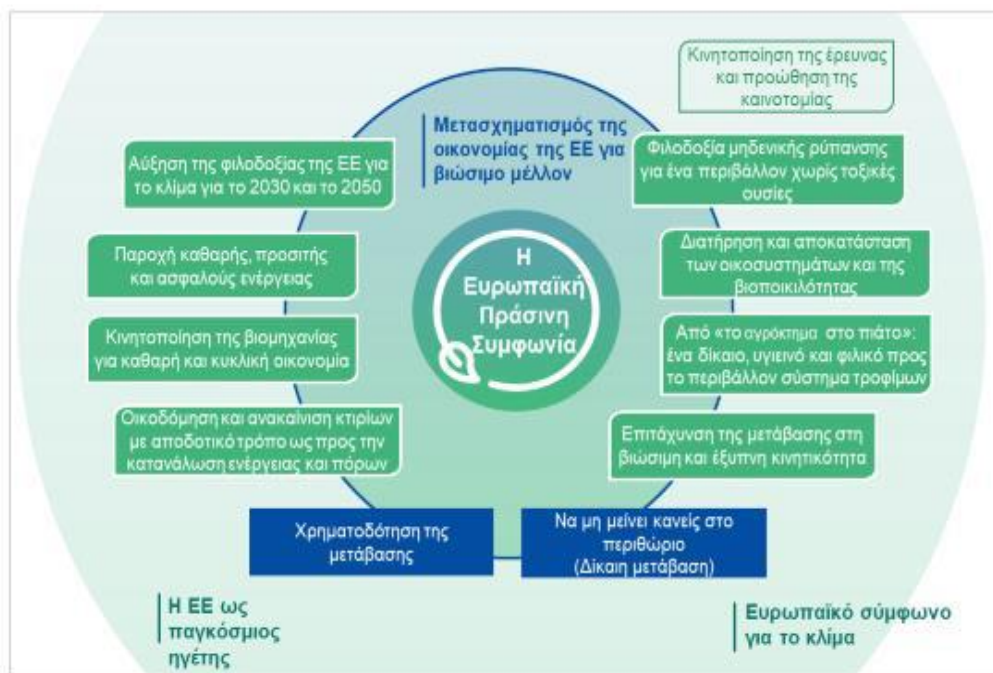 Κινητοποίηση της έρευνας
και προώθηση της
καινοτομίας
Μετασχηματισμός της
οικονομίας της ΕΕ για
βιώσιμο μέλλον
Αύξηση της φιλοδοξίας της ΕΕ για
το κλίμα για το 2030 και το 2050
Φιλοδοξία μηδενικής ρύπανσης
για ένα περιβάλλον χωρίς τοξικές
ουσίες
Παροχή καθαρής, προσιτής
και ασφαλούς ενέργειας
Διατήρηση και αποκατάσταση
των οικοσυστημάτων και της
βιοποικιλότητας
Η
Ευρωπαϊκή
Πράσινη
Συμφωνία
Κινητοποίηση της βιομηχανίας
για καθαρή και κυκλική οικονομία
Από «το αγρόκτημα στο πιάτο»:
ένα δίκαιο, υγιεινό και φιλικό προς
το περιβάλλον σύστημα τροφίμων
Οικοδόμηση και ανακαίνιση κτιρίων
με αποδοτικό τρόπο ως προς την
κατανάλωση ενέργειας και πόρων
Επιτάχυνση της μετάβασης στη
βιώσιμη και έξυπνη κινητικότητα
Χρηματοδότηση της
μετάβασης
Να μη μείνει κανείς στο
περιθώριο
(Δίκαιη μετάβαση)
Η ΕΕ ως
παγκόσμιος
ηγέτης
Ευρωπαϊκό σύμφωνο
για το κλίμα